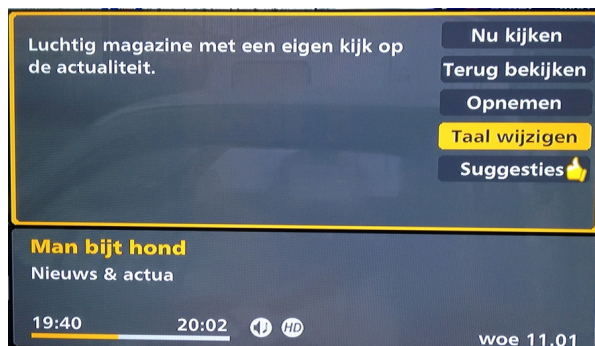 Luchtig magazine met een eigen kijk op
de actualiteit.
Nu kijken
Terug bekijken
Opnemen
Taal wijzigen
Suggesties
Man bijt hond
Nieuws & actua
19:40 20:02 HD
woe 11.01